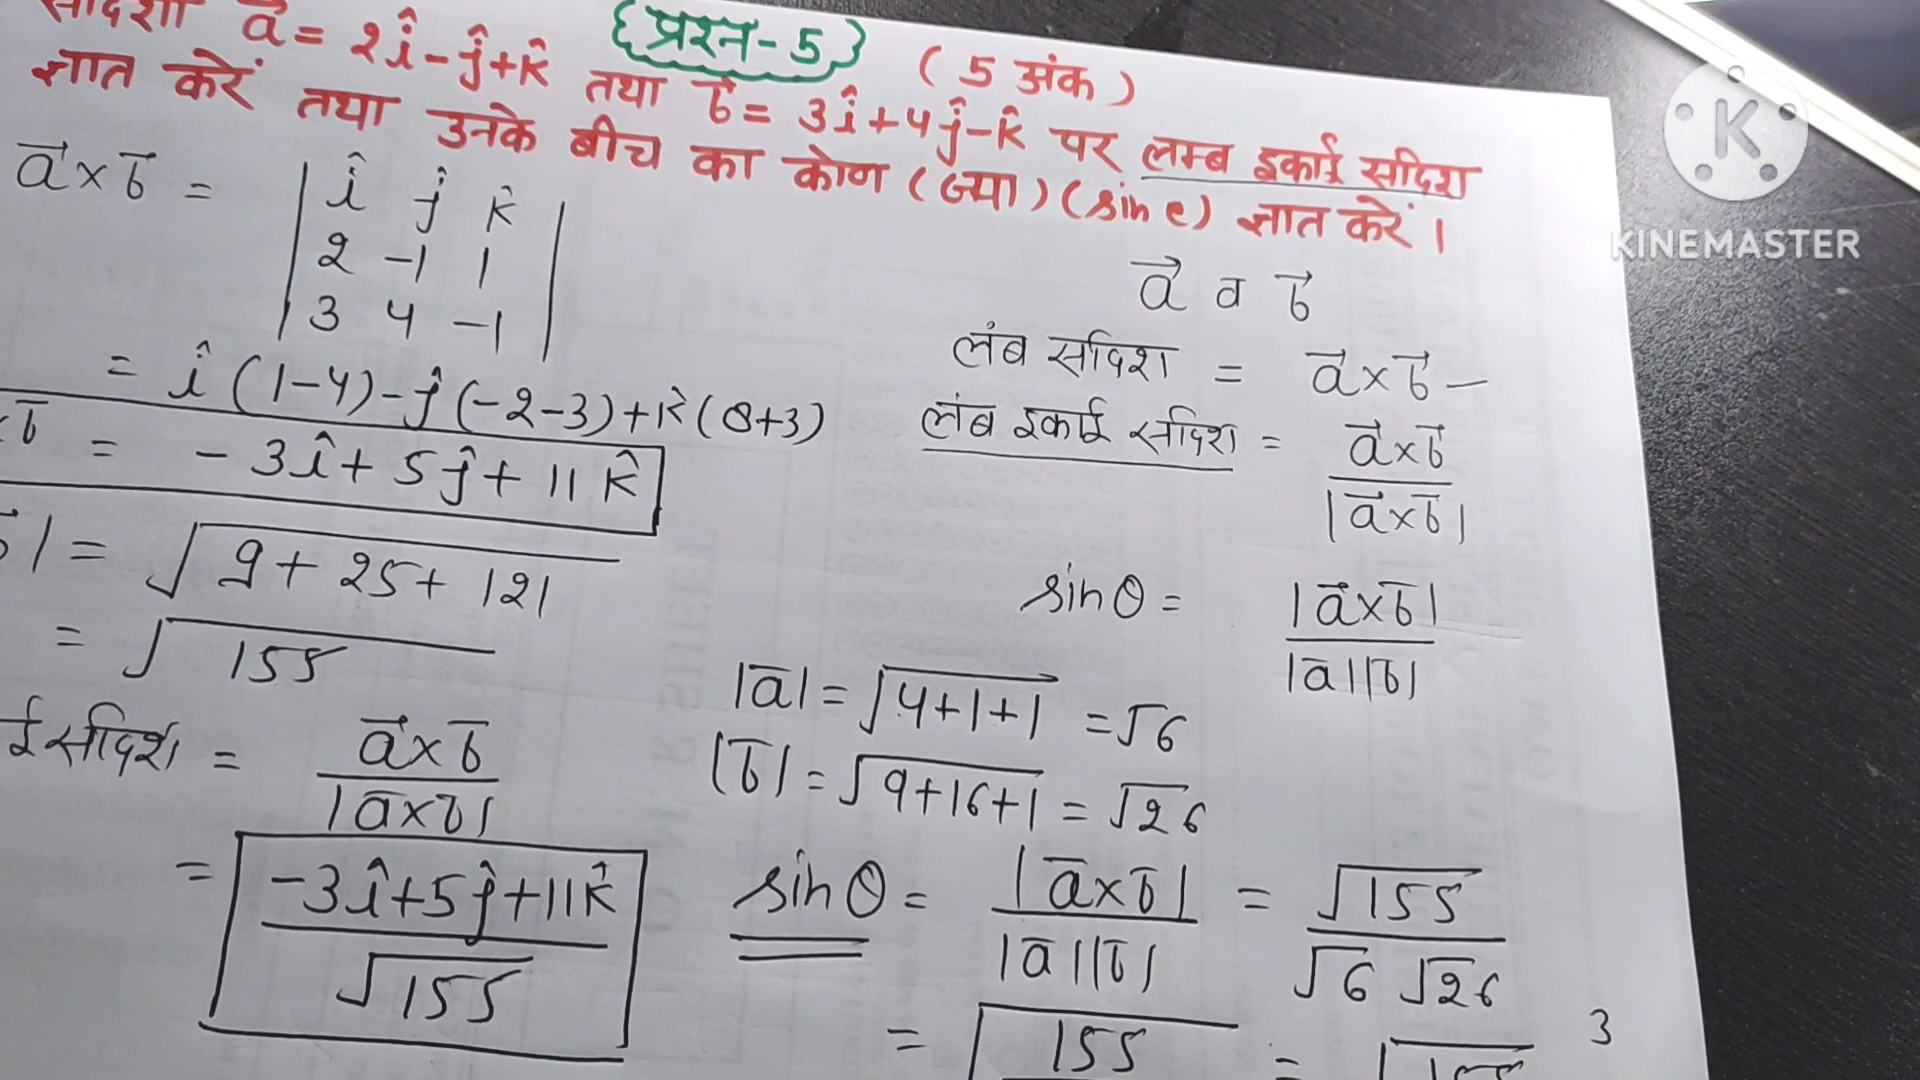 सदिशों a⃗ = 2î-ĵ+k̂ तथा b⃗ = 3î+4ĵ-k̂ पर लम्ब इकाई सदिश
{प्रश्न-5}
(5 अंक)
ज्ञात करें तथा उनके बीच का कोण (ज्या) (sin e) ज्ञात करें।
a⃗×b⃗ = | î ĵ k̂ |
| 2 -1 1 |
| 3 4 -1 |
= î(1-4)-ĵ(-2-3)+k̂(8+3)
×b⃗ = -3î+5ĵ+11k̂
b⃗| = √9+25+121
= √155
ई सदिश = a⃗×b⃗ / |a⃗×b⃗|
= -3î+5ĵ+11k̂ / √155
a⃗ व b⃗
लंब सदिश = a⃗×b⃗ -
लंब इकाई सदिश = a⃗×b⃗ / |a⃗×b⃗|
sinθ = |a⃗×b⃗| / |a||b|
|a⃗| = √4+1+1 = √6
|b⃗| = √9+16+1 = √26
sinθ = |a⃗×b⃗| / |a||b| = √155 / √6 √26
= √155 =
3
KINEMASTER